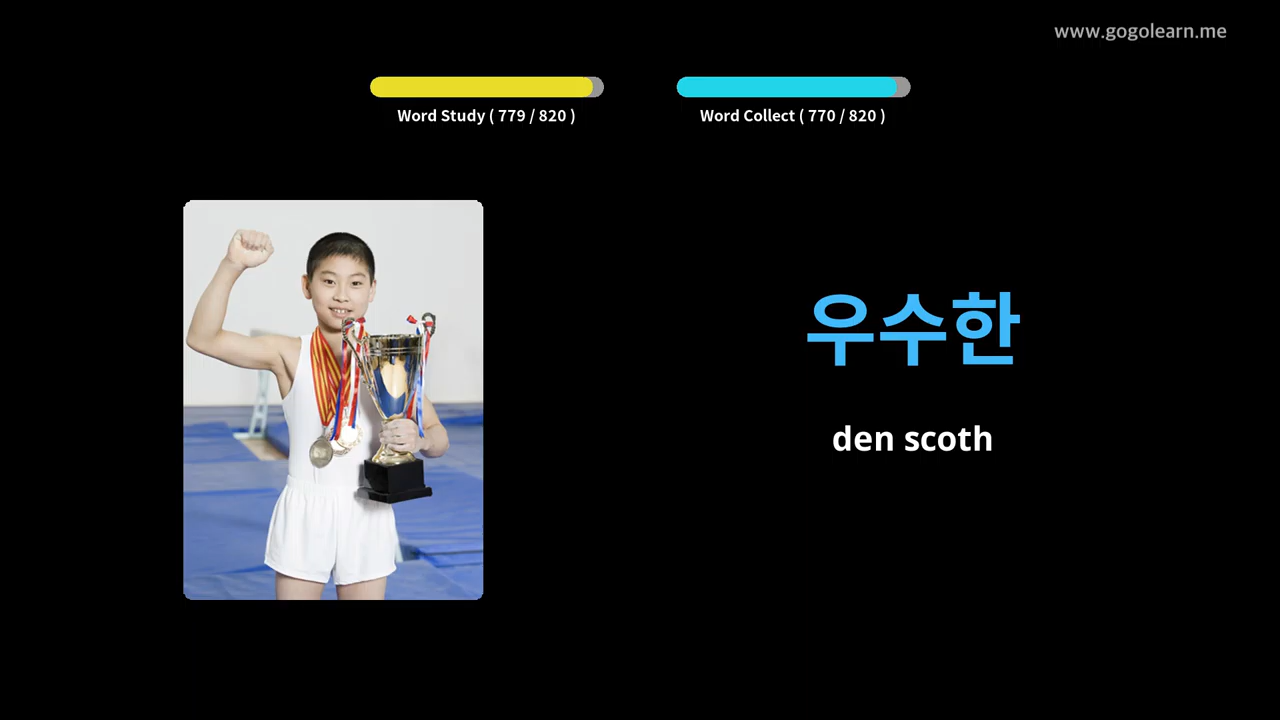 www.gogolearn.me
Word Study ( 779 / 820 )
Word Collect ( 770 / 820 )
우수한
den scoth